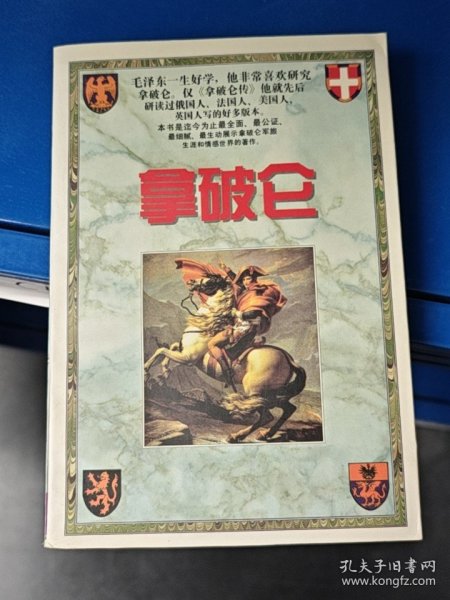 毛泽东一生好学，他非常喜欢研究
拿破仑。仅《拿破仑传》他就先后
研读过俄国人、法国人、美国人，
英国人写的好多版本。
本书是迄今为止最全面、最公证、
最细腻、最生动展示拿破仑军旅
生涯和情感世界的著作。
拿破仑
孔夫子旧书网
www.kongfz.com